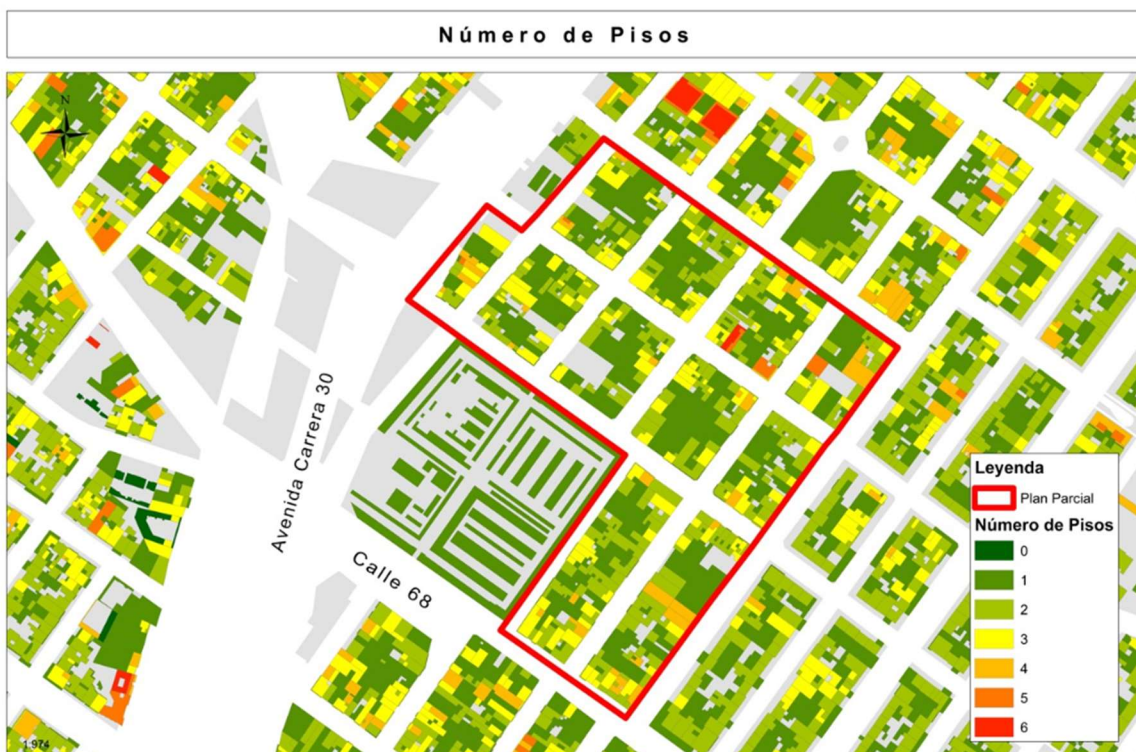 Número de Pisos
N
Avenida Carrera 30
Calle 68
Leyenda
Plan Parcial
Número de Pisos
0
1
2
3
4
5
6
1:974